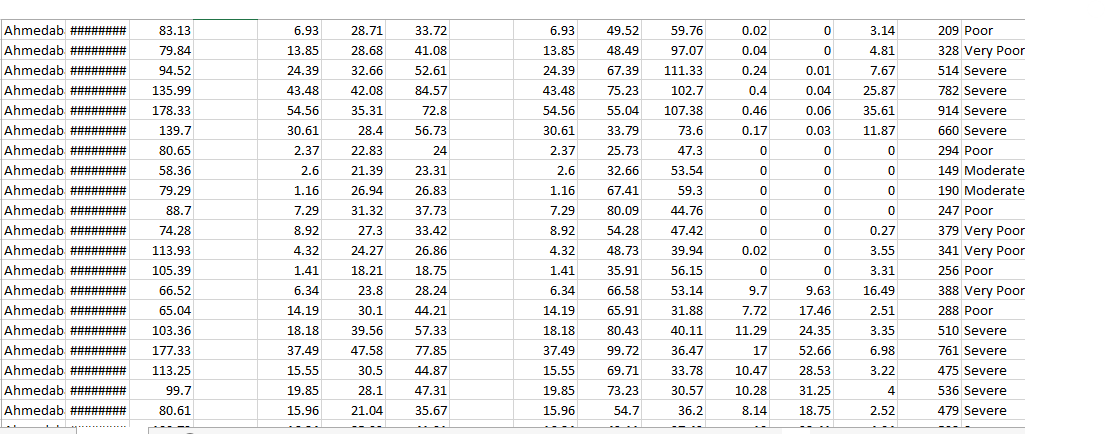 Ahmedab ######## 83.13 6.93 28.71 33.72 6.93 49.52 59.76 0.02 0 3.14 209 Poor
Ahmedab ######## 79.84 13.85 28.68 41.08 13.85 48.49 97.07 0.04 0 4.81 328 Very Poor
Ahmedab ######## 94.52 24.39 32.66 52.61 24.39 67.39 111.33 0.24 0.01 7.67 514 Severe
Ahmedab ######## 135.99 43.48 42.08 84.57 43.48 75.23 102.7 0.4 0.04 25.87 782 Severe
Ahmedab ######## 178.33 54.56 35.31 72.8 54.56 55.04 107.38 0.46 0.06 35.61 914 Severe
Ahmedab ######## 139.7 30.61 28.4 56.73 30.61 33.79 73.6 0.17 0.03 11.87 660 Severe
Ahmedab ######## 80.65 2.37 22.83 24 2.37 25.73 47.3 0 0 0 294 Poor
Ahmedab ######## 58.36 2.6 21.39 23.31 2.6 32.66 53.54 0 0 0 149 Moderate
Ahmedab ######## 79.29 1.16 26.94 26.83 1.16 67.41 59.3 0 0 0 190 Moderate
Ahmedab ######## 88.7 7.29 31.32 37.73 7.29 80.09 44.76 0 0 0 247 Poor
Ahmedab ######## 74.28 8.92 27.3 33.42 8.92 54.28 47.42 0 0 0.27 379 Very Poor
Ahmedab ######## 113.93 4.32 24.27 26.86 4.32 48.73 39.94 0.02 0 3.55 341 Very Poor
Ahmedab ######## 105.39 1.41 18.21 18.75 1.41 35.91 56.15 0 0 3.31 256 Poor
Ahmedab ######## 66.52 6.34 23.8 28.24 6.34 66.58 53.14 9.7 9.63 16.49 388 Very Poor
Ahmedab ######## 65.04 14.19 30.1 44.21 14.19 65.91 31.88 7.72 17.46 2.51 288 Poor
Ahmedab ######## 103.36 18.18 39.56 57.33 18.18 80.43 40.11 11.29 24.35 3.35 510 Severe
Ahmedab ######## 177.33 37.49 47.58 77.85 37.49 99.72 36.47 17 52.66 6.98 761 Severe
Ahmedab ######## 113.25 15.55 30.5 44.87 15.55 69.71 33.78 10.47 28.53 3.22 475 Severe
Ahmedab ######## 99.7 19.85 28.1 47.31 19.85 73.23 30.57 10.28 31.25 4 536 Severe
Ahmedab ######## 80.61 15.96 21.04 35.67 15.96 54.7 36.2 8.14 18.75 2.52 479 Severe